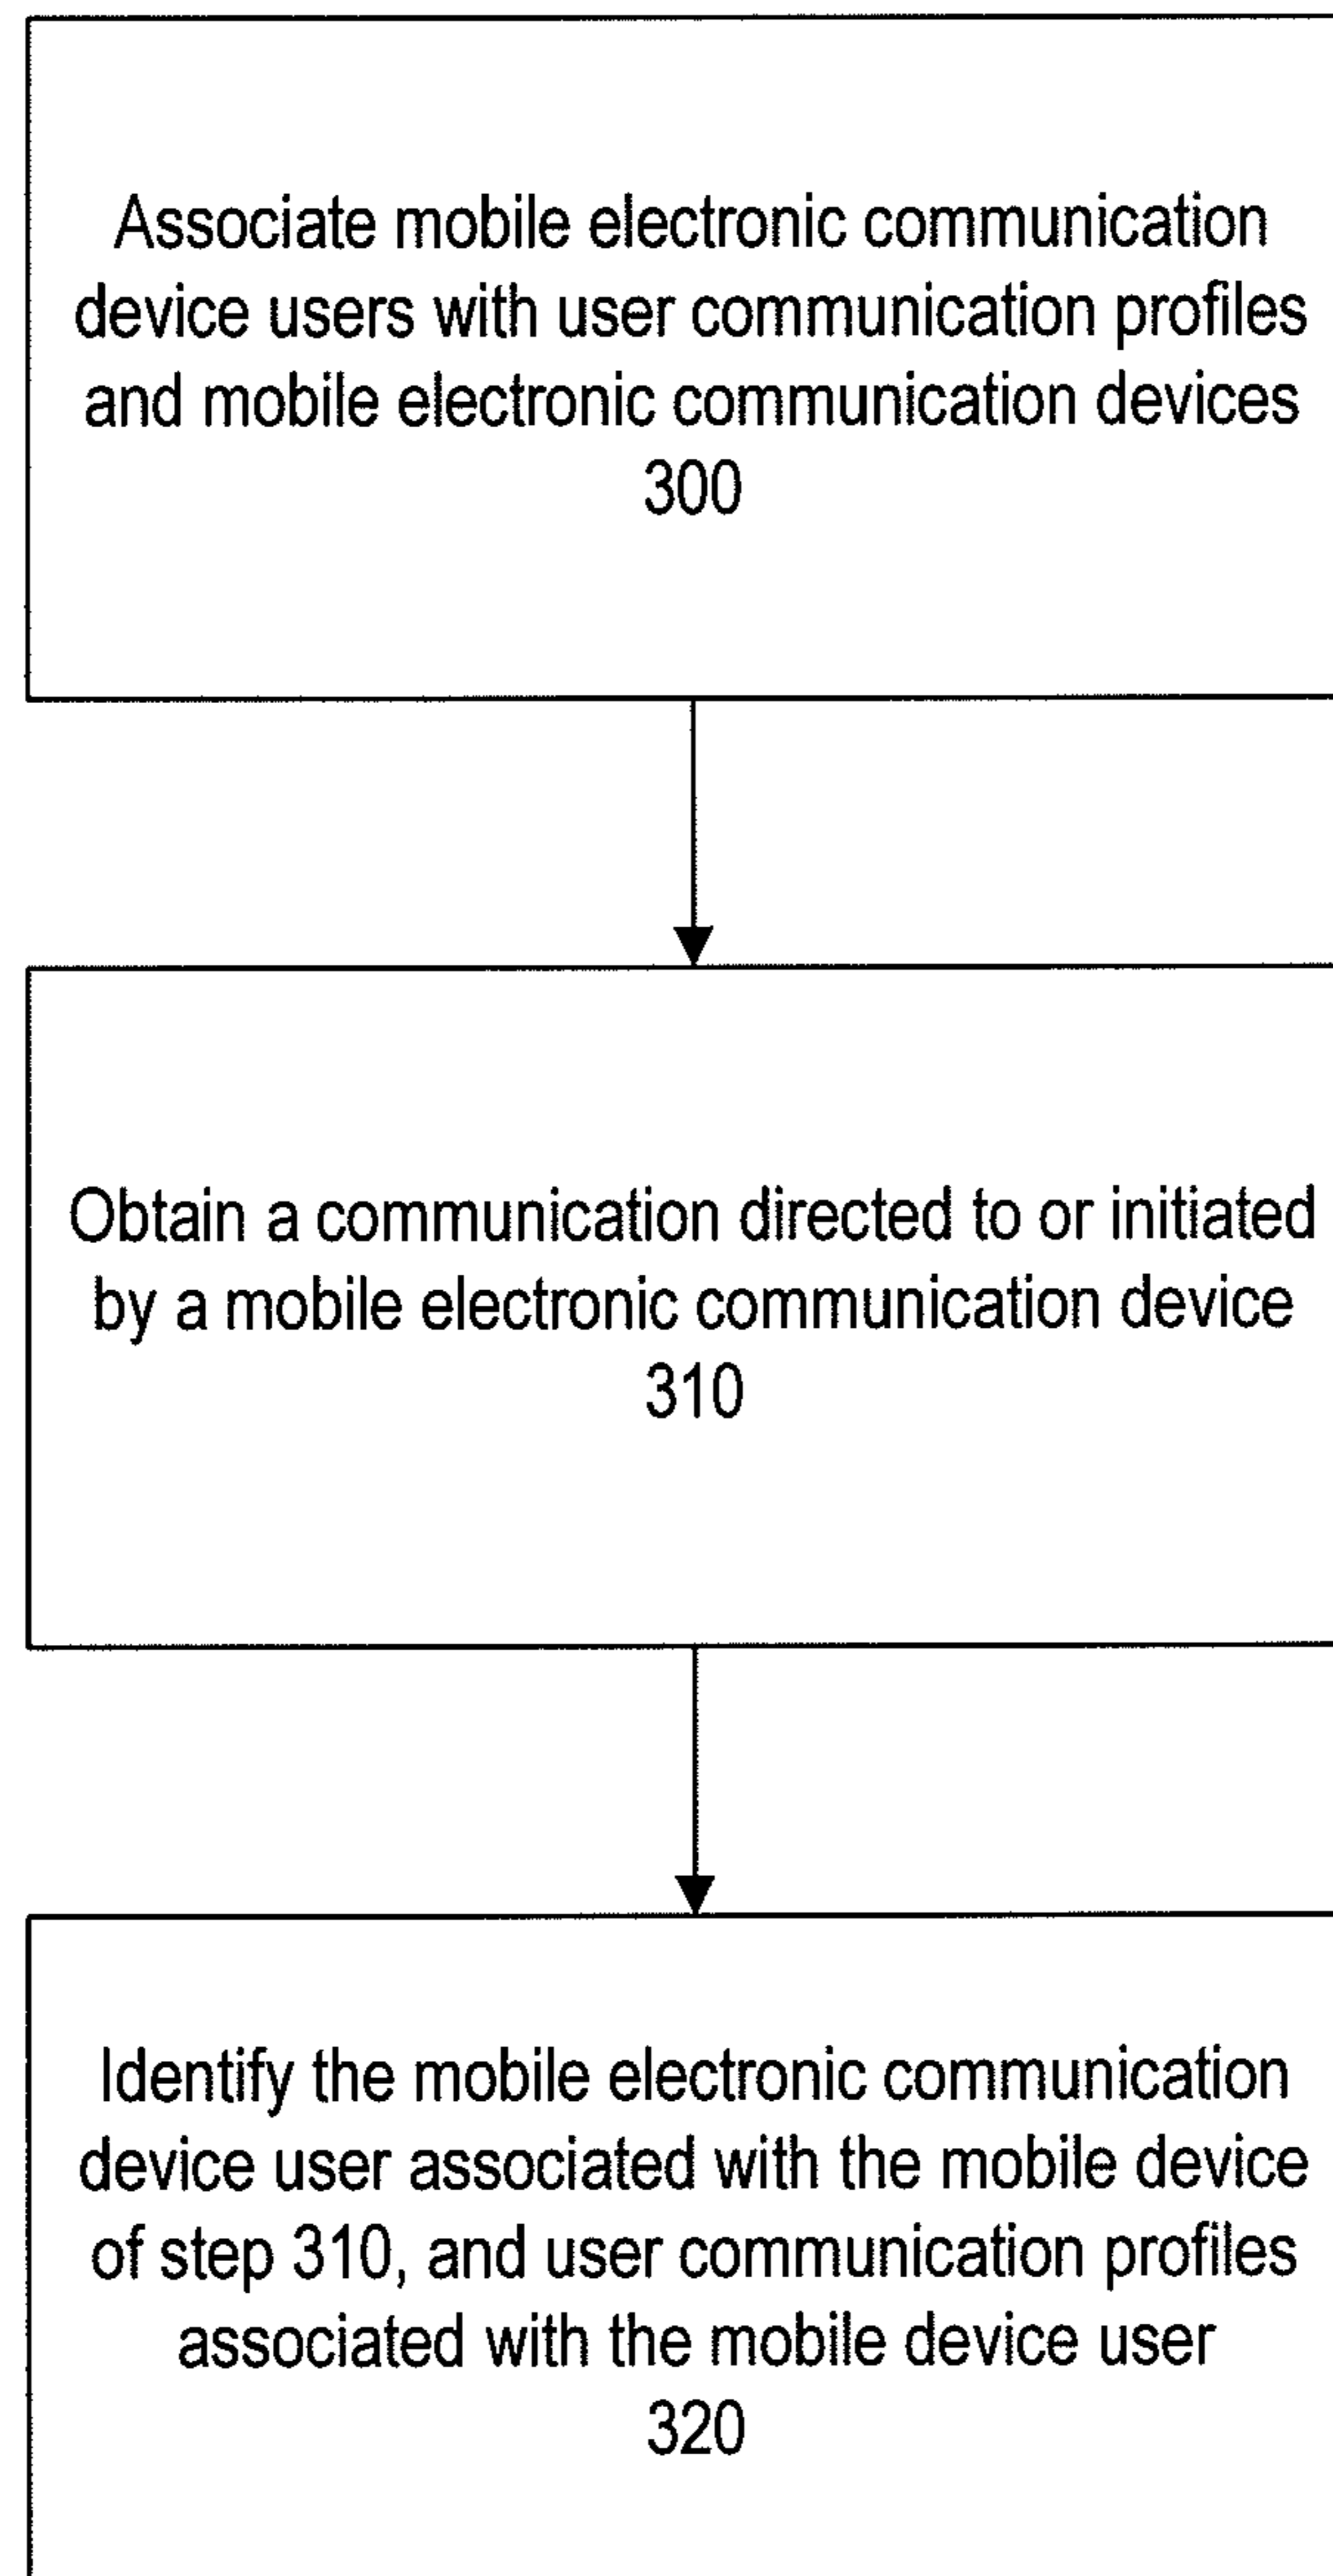 Associate mobile electronic communication
device users with user communication profiles
and mobile electronic communication devices
300
Obtain a communication directed to or initiated
by a mobile electronic communication device
310
Identify the mobile electronic communication
device user associated with the mobile device
of step 310, and user communication profiles
associated with the mobile device user
320